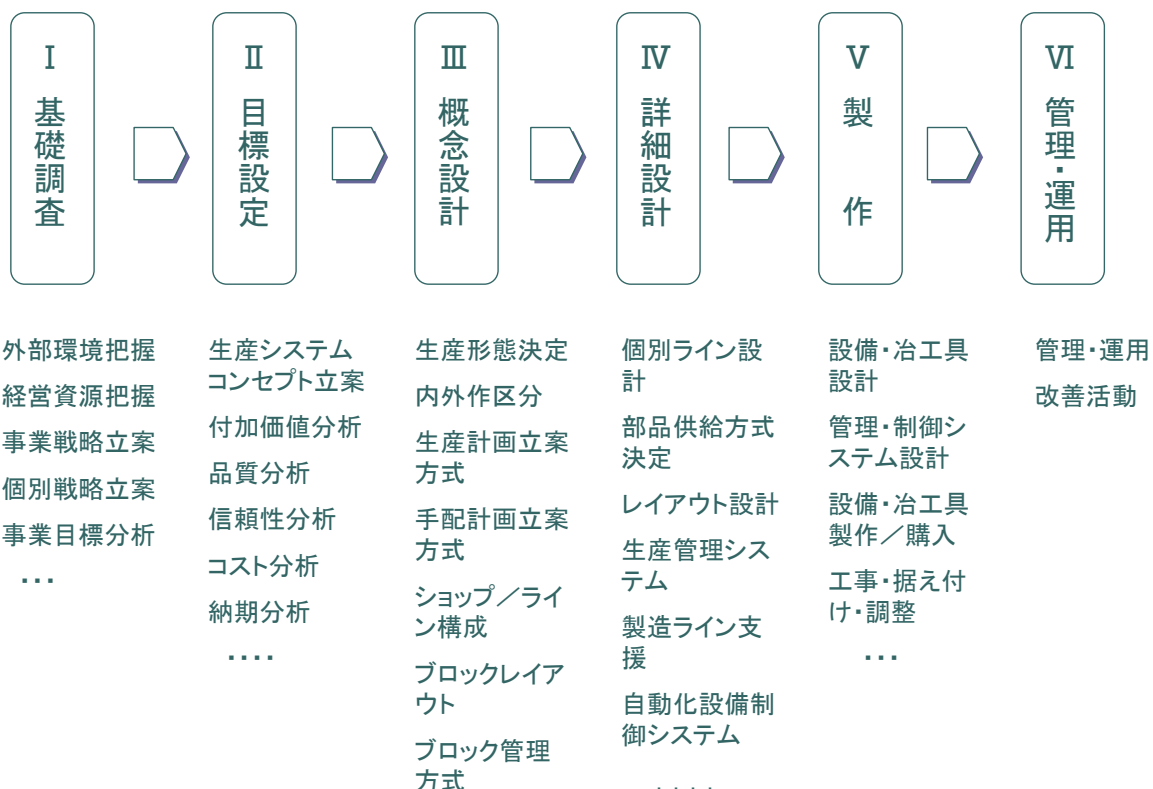 Ⅰ 基礎調査
Ⅱ 目標設定
Ⅲ 概念設計
Ⅳ 詳細設計
Ⅴ 製 作
Ⅵ 管理・運用
外部環境把握
経営資源把握
事業戦略立案
個別戦略立案
事業目標分析
・・・
生産システム
コンセプト立案
付加価値分析
品質分析
信頼性分析
コスト分析
納期分析
・・・・
生産形態決定
内外作区分
生産計画立案
方式
手配計画立案
方式
ショップ／ライ
ン構成
ブロックレイア
ウト
ブロック管理
方式
個別ライン設
計
部品供給方式
決定
レイアウト設計
生産管理シス
テム
製造ライン支
援
自動化設備制
御システム
・・・・
設備・冶工具
設計
管理・制御シ
ステム設計
設備・冶工具
製作／購入
工事・据え付
け・調整
・・・
管理・運用
改善活動